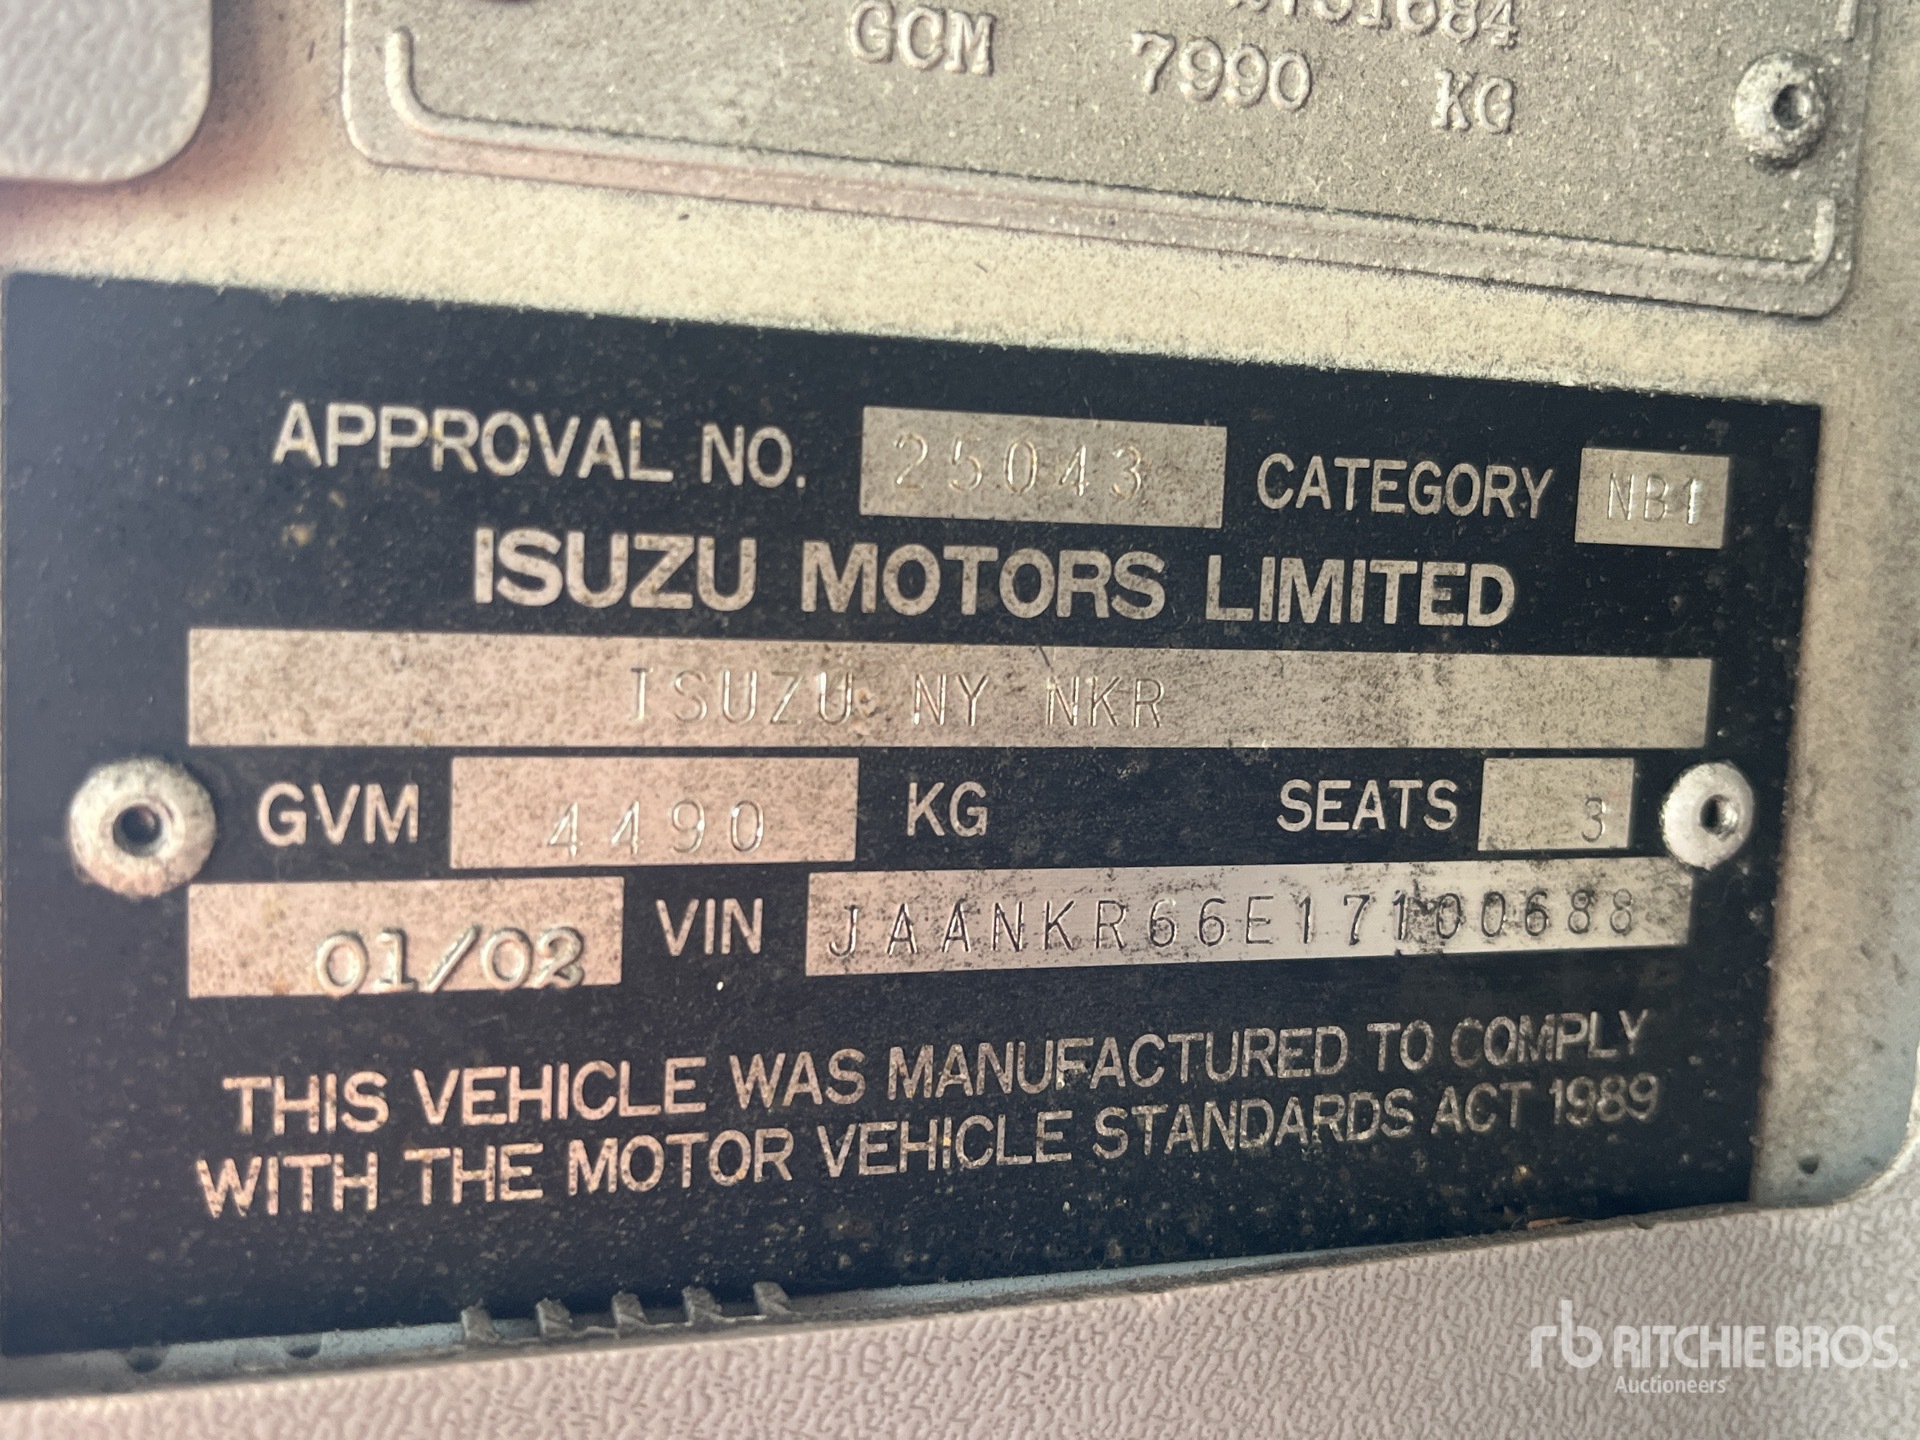 GCM 7990 KG
APPROVAL NO. 25043 CATEGORY NB1
ISUZU MOTORS LIMITED
ISUZU NY NKR
GVM 4490 KG SEATS 3
01/02 VIN JAANKR66E17100688
THIS VEHICLE WAS MANUFACTURED TO COMPLY
WITH THE MOTOR VEHICLE STANDARDS ACT 1989
rb RITCHIE BROS.
Auctioneers